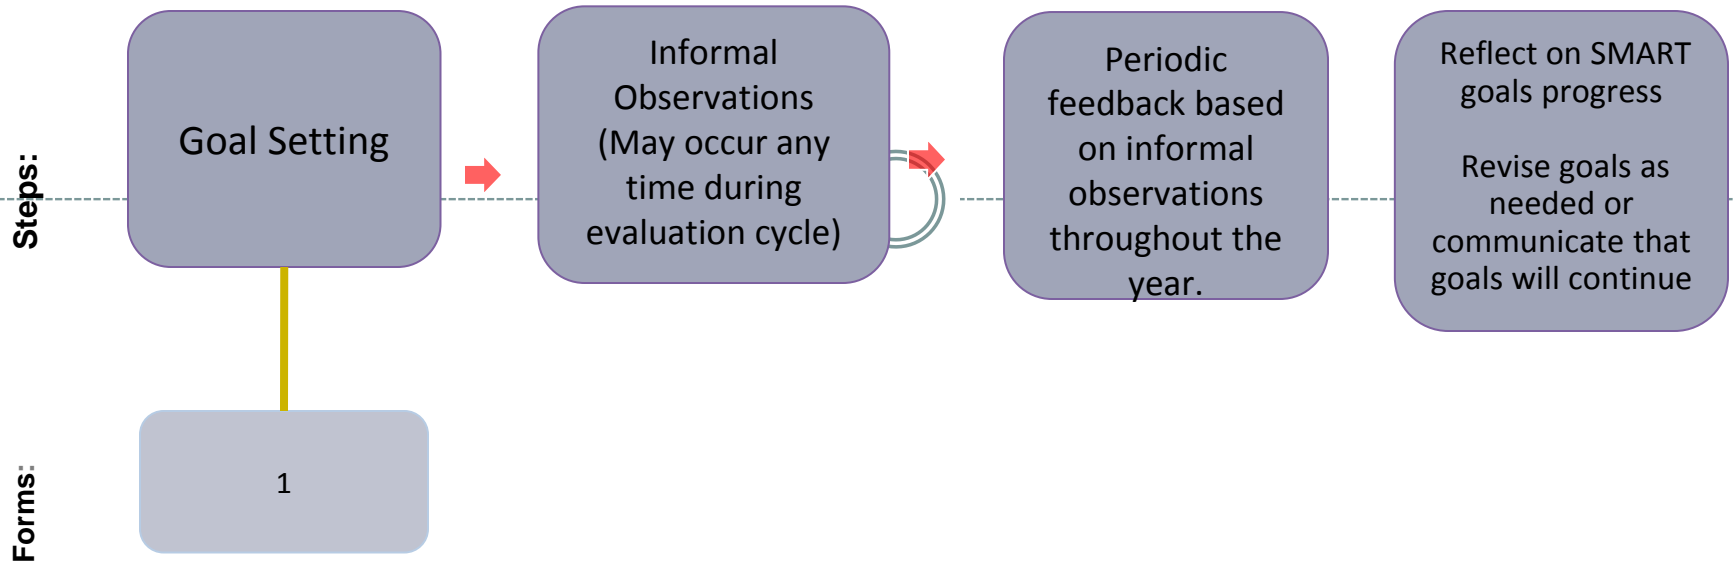 Steps:
Goal Setting
Informal
Observations
(May occur any
time during
evaluation cycle)
Periodic
feedback based
on informal
observations
throughout the
year.
Reflect on SMART
goals progress
Revise goals as
needed or
communicate that
goals will continue
Forms:
1